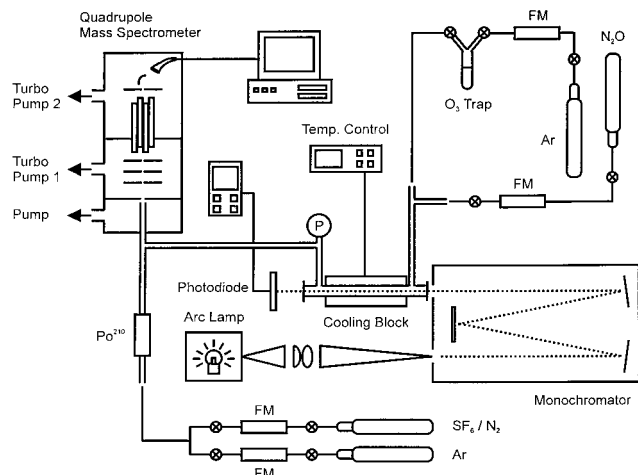 Quadrupole
Mass Spectrometer
FM
N₂O
Turbo
Pump 2
O₃ Trap
Temp. Control
Ar
Turbo
Pump 1
FM
Pump
P
Photodiode
Arc Lamp
Cooling Block
Po²¹⁰
Monochromator
FM
SF₆ / N₂
Ar
FM